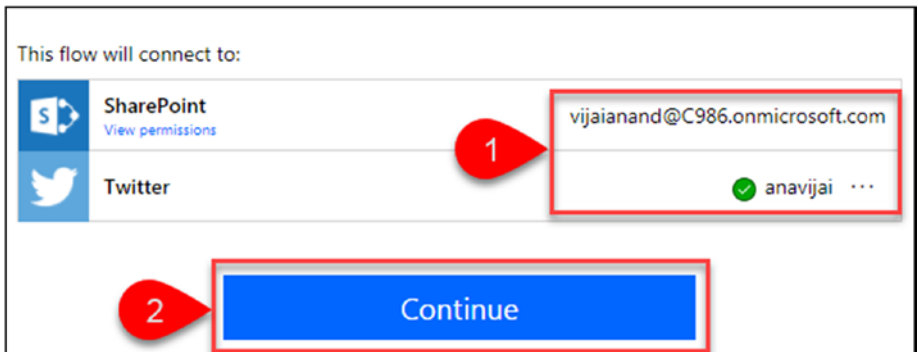 This flow will connect to:
SharePoint
View permissions
vijaianand@C986.onmicrosoft.com
1
Twitter
anavijai ...
2
Continue